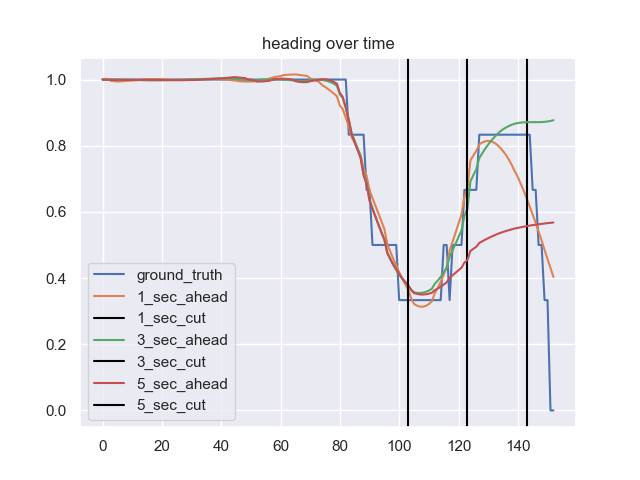 heading over time
1.0
0.8
0.6
0.4
0.2
0.0
ground_truth
1_sec_ahead
1_sec_cut
3_sec_ahead
3_sec_cut
5_sec_ahead
5_sec_cut
0 20 40 60 80 100 120 140